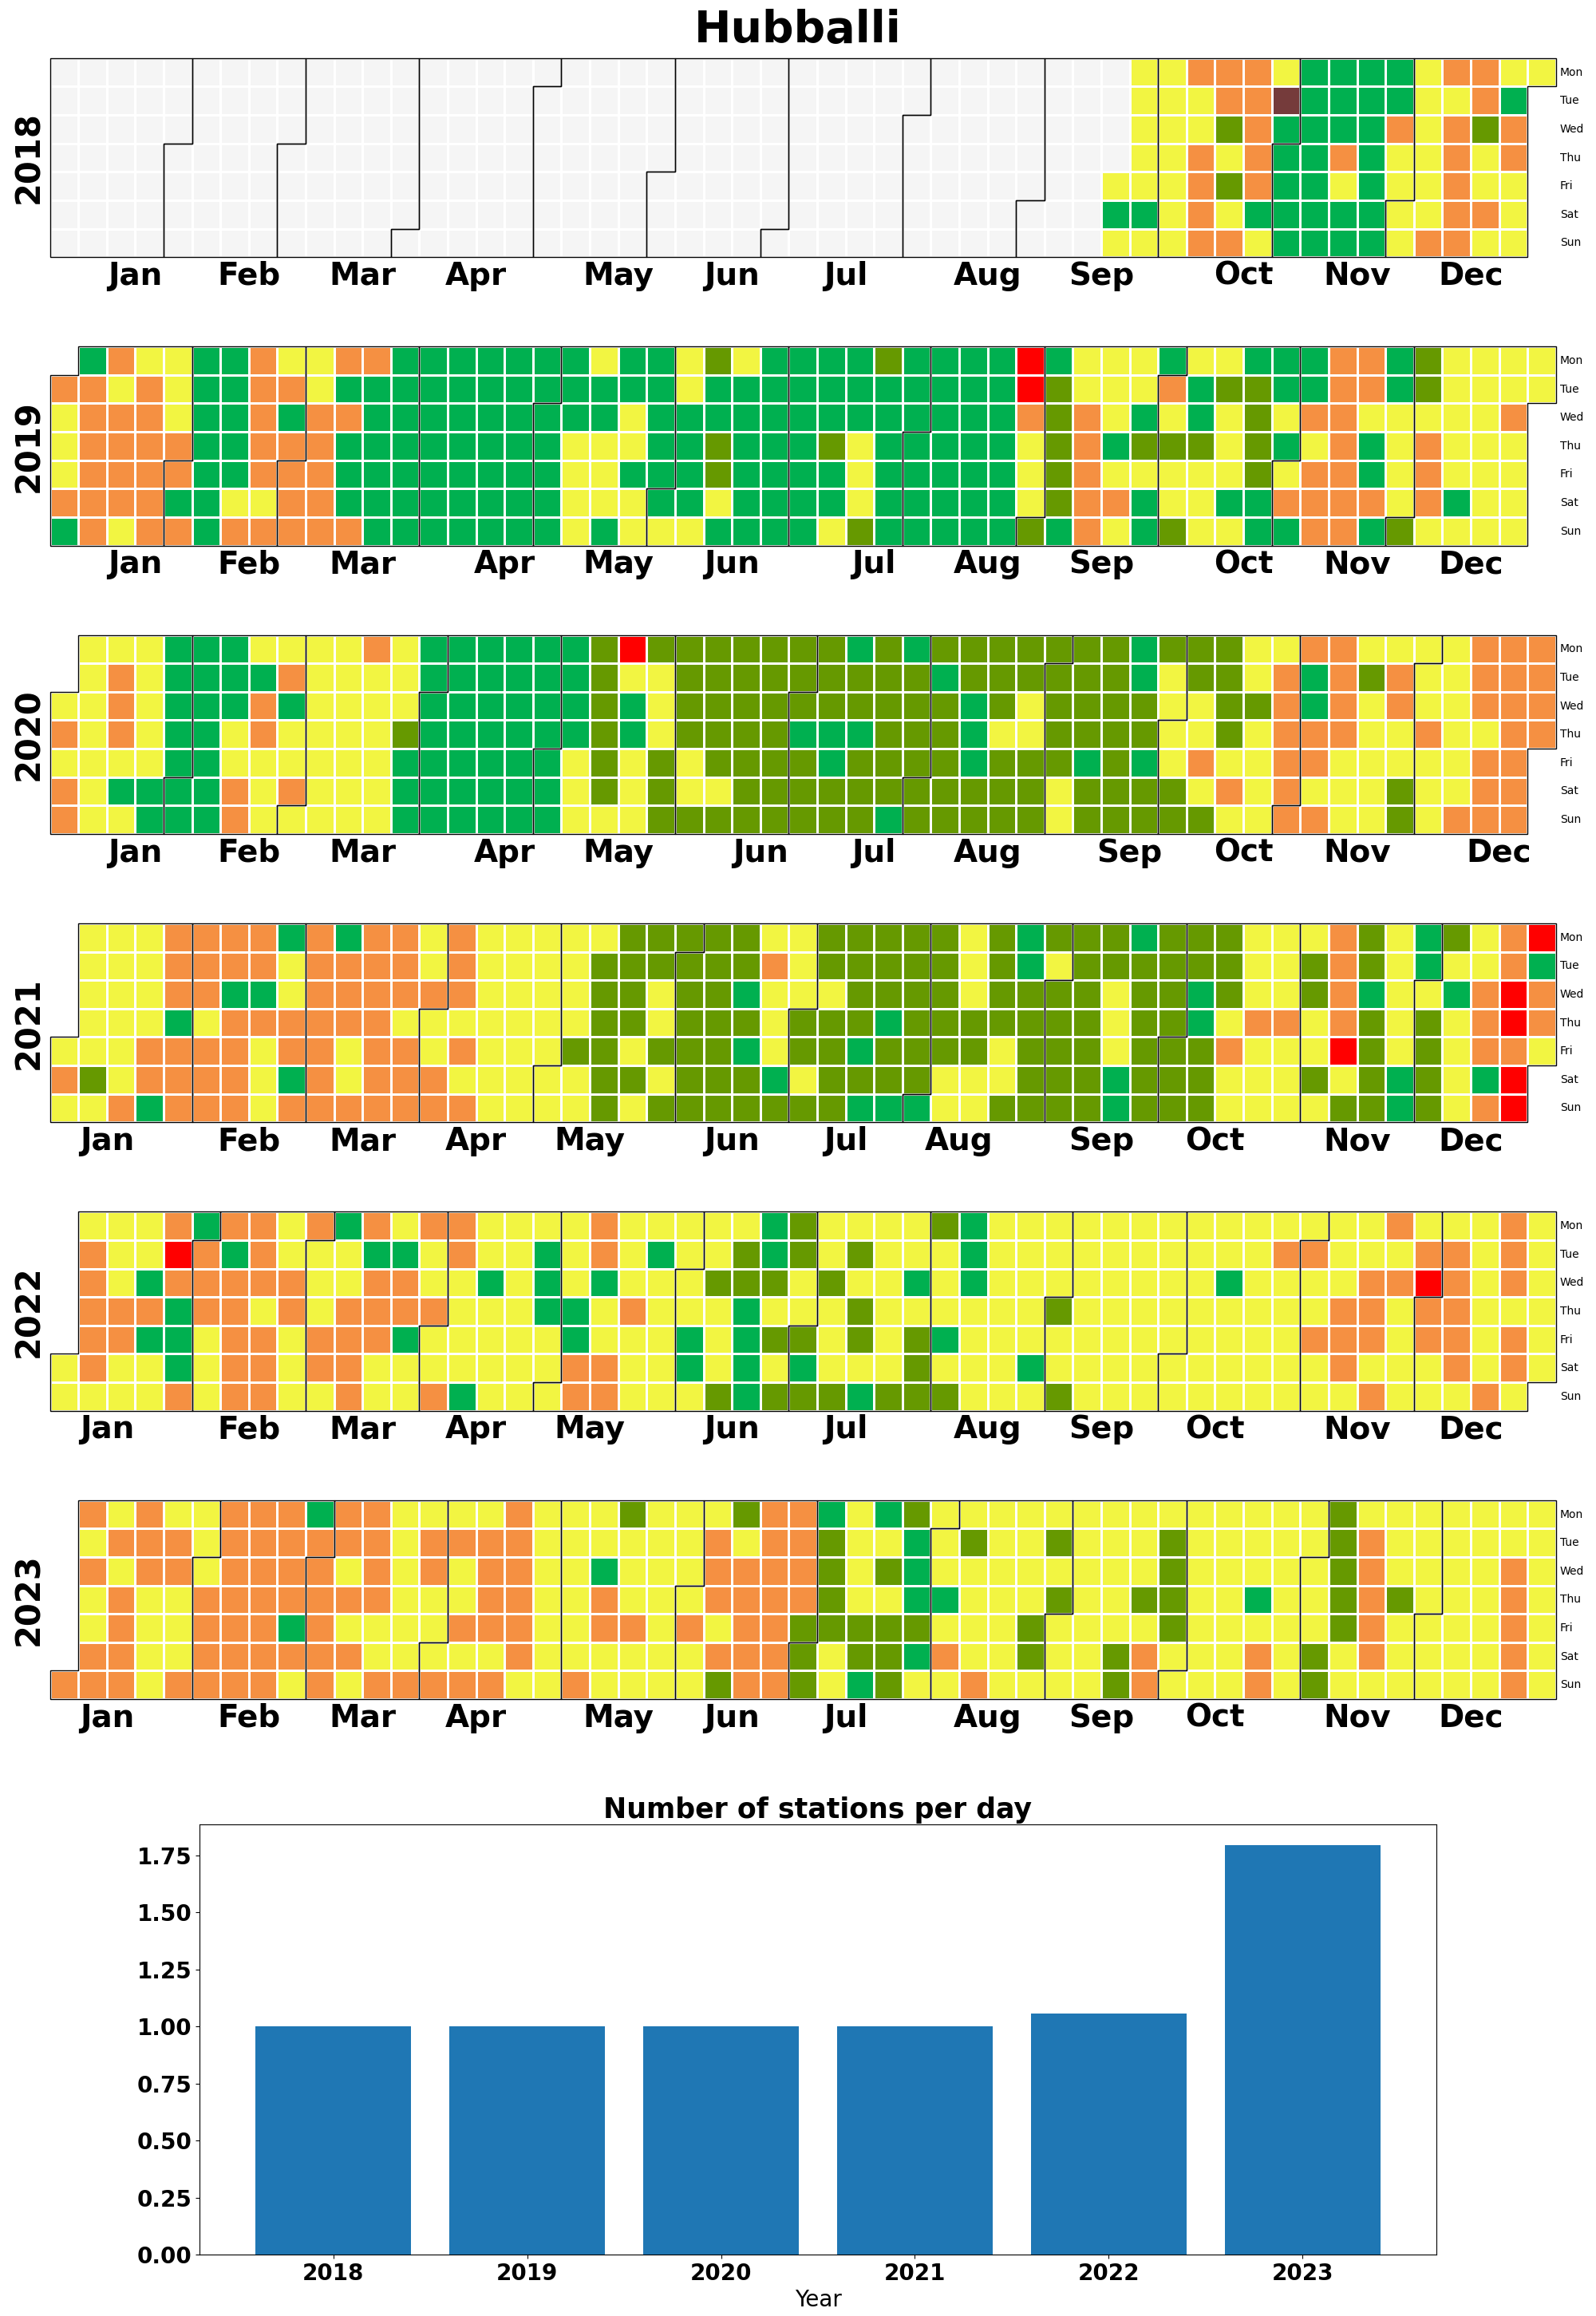 Hubballi
2018
Mon
Tue
Wed
Thu
Fri
Sat
Sun
Jan Feb Mar Apr May Jun Jul Aug Sep Oct Nov Dec
2019
Mon
Tue
Wed
Thu
Fri
Sat
Sun
Jan Feb Mar Apr May Jun Jul Aug Sep Oct Nov Dec
2020
Mon
Tue
Wed
Thu
Fri
Sat
Sun
Jan Feb Mar Apr May Jun Jul Aug Sep Oct Nov Dec
2021
Mon
Tue
Wed
Thu
Fri
Sat
Sun
Jan Feb Mar Apr May Jun Jul Aug Sep Oct Nov Dec
2022
Mon
Tue
Wed
Thu
Fri
Sat
Sun
Jan Feb Mar Apr May Jun Jul Aug Sep Oct Nov Dec
2023
Mon
Tue
Wed
Thu
Fri
Sat
Sun
Jan Feb Mar Apr May Jun Jul Aug Sep Oct Nov Dec
Number of stations per day
1.75
1.50
1.25
1.00
0.75
0.50
0.25
0.00
2018 2019 2020 2021 2022 2023
Year